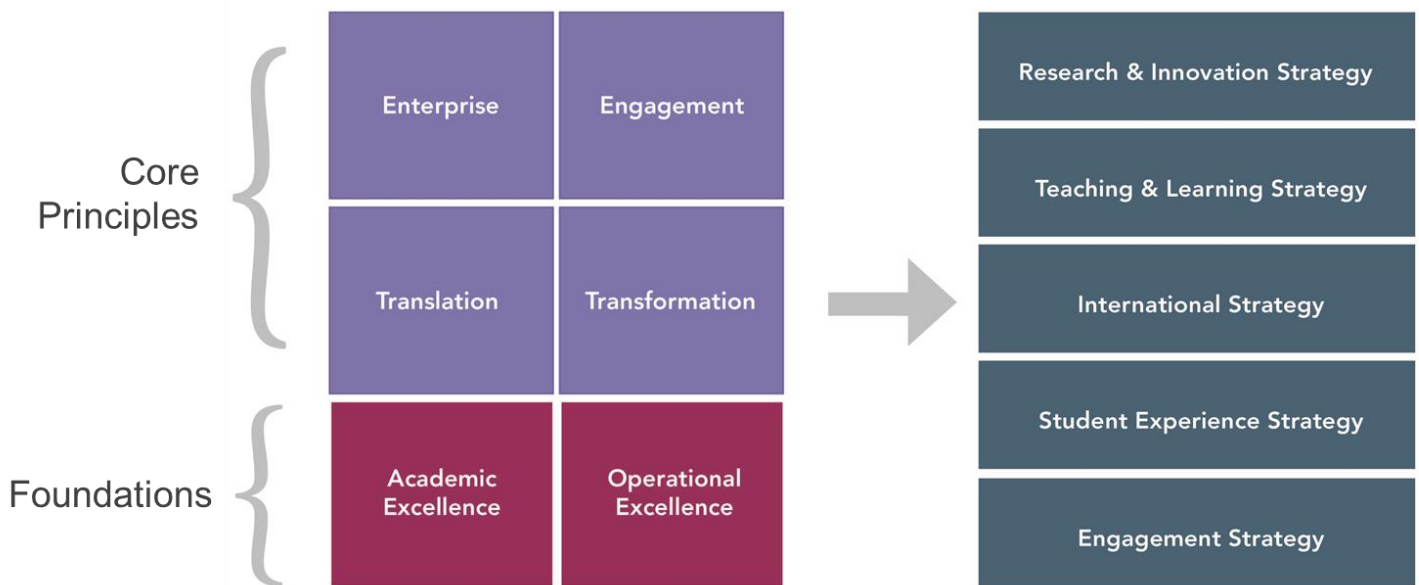 Core
Principles
Enterprise
Engagement
Translation
Transformation
Foundations
Academic
Excellence
Operational
Excellence
Research & Innovation Strategy
Teaching & Learning Strategy
International Strategy
Student Experience Strategy
Engagement Strategy